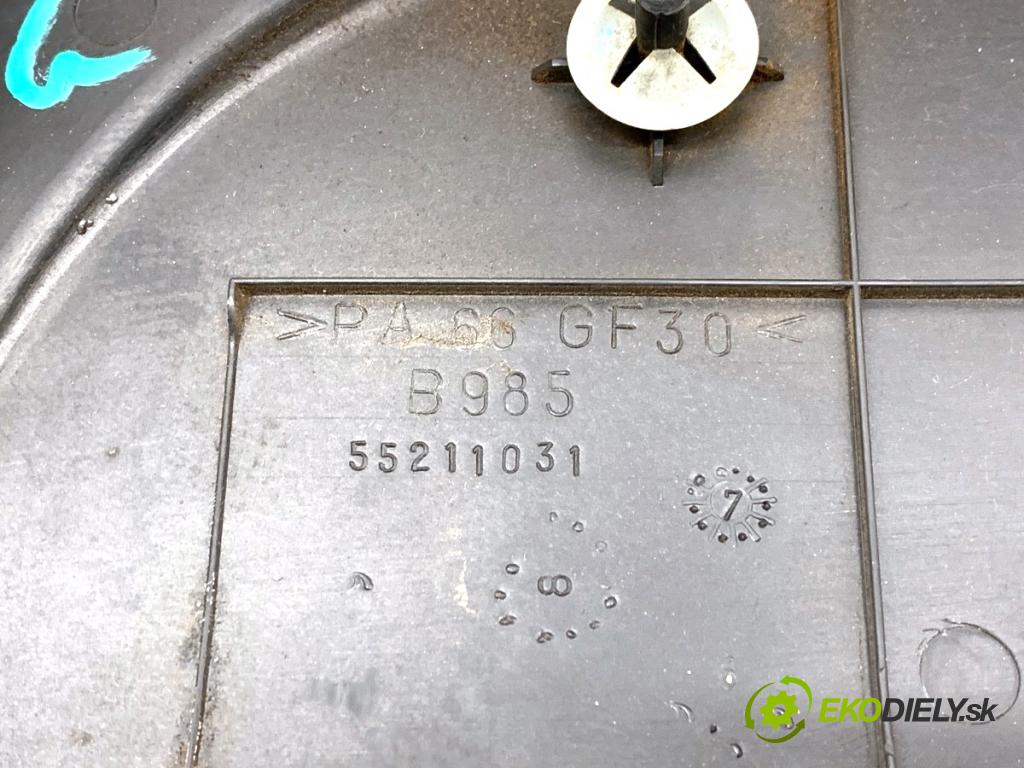 >PA 66 GF30<
B985
55211031
7
8
EKODIELY.sk